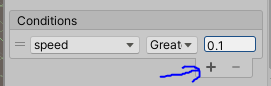 Conditions
speed Great 0.1
+ −